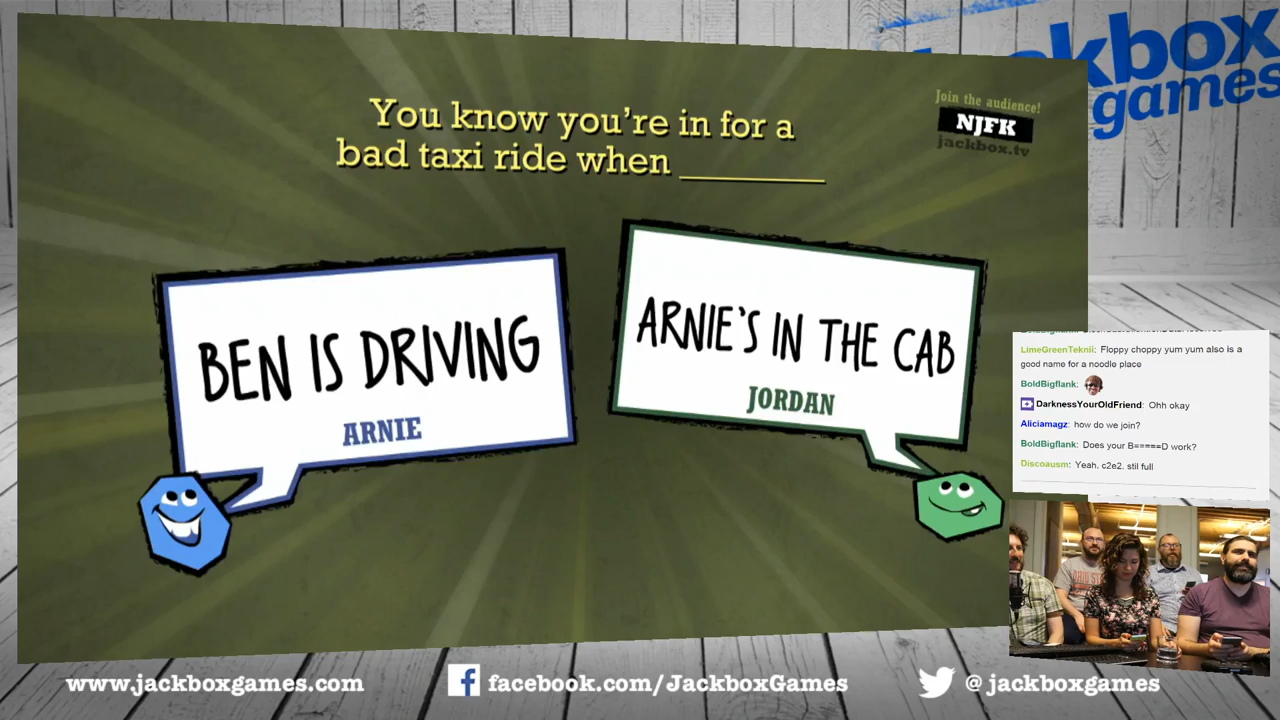 Jackbox
games
You know you're in for a
bad taxi ride when ________
Join the audience!
NJFK
jackbox.tv
BEN IS DRIVING
ARNIE
ARNIE'S IN THE CAB
JORDAN
LimeGreenTeknii: Floppy choppy yum yum also is a
good name for a noodle place
BoldBigflank:
DarknessYourOldFriend: Ohh okay
Aliciamagz: how do we join?
BoldBigflank: Does your B=====D work?
Discoausm: Yeah. c2e2. stil full
www.jackboxgames.com
facebook.com/JackboxGames
@jackboxgames